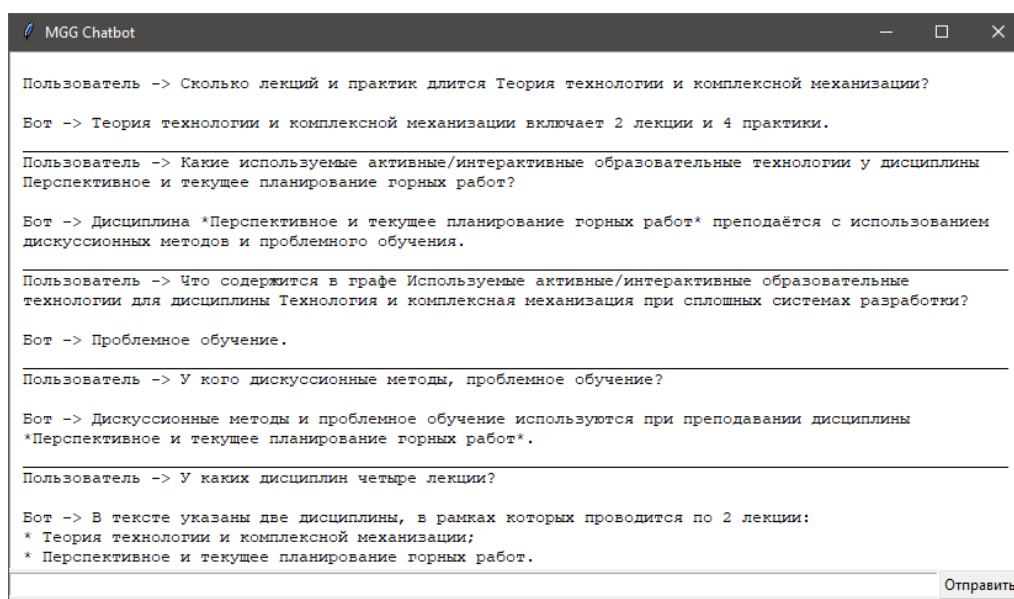 MGG Chatbot
Пользователь -> Сколько лекций и практик длится Теория технологии и комплексной механизации?
Бот -> Теория технологии и комплексной механизации включает 2 лекции и 4 практики.
Пользователь -> Какие используемые активные/интерактивные образовательные технологии у дисциплины
Перспективное и текущее планирование горных работ?
Бот -> Дисциплина *Перспективное и текущее планирование горных работ* преподаётся с использованием
дискуссионных методов и проблемного обучения.
Пользователь -> Что содержится в графе Используемые активные/интерактивные образовательные
технологии для дисциплины Технология и комплексная механизация при сплошных системах разработки?
Бот -> Проблемное обучение.
Пользователь -> У кого дискуссионные методы, проблемное обучение?
Бот -> Дискуссионные методы и проблемное обучение используются при преподавании дисциплины
*Перспективное и текущее планирование горных работ*.
Пользователь -> У каких дисциплин четыре лекции?
Бот -> В тексте указаны две дисциплины, в рамках которых проводится по 2 лекции:
* Теория технологии и комплексной механизации;
* Перспективное и текущее планирование горных работ.
Отправить